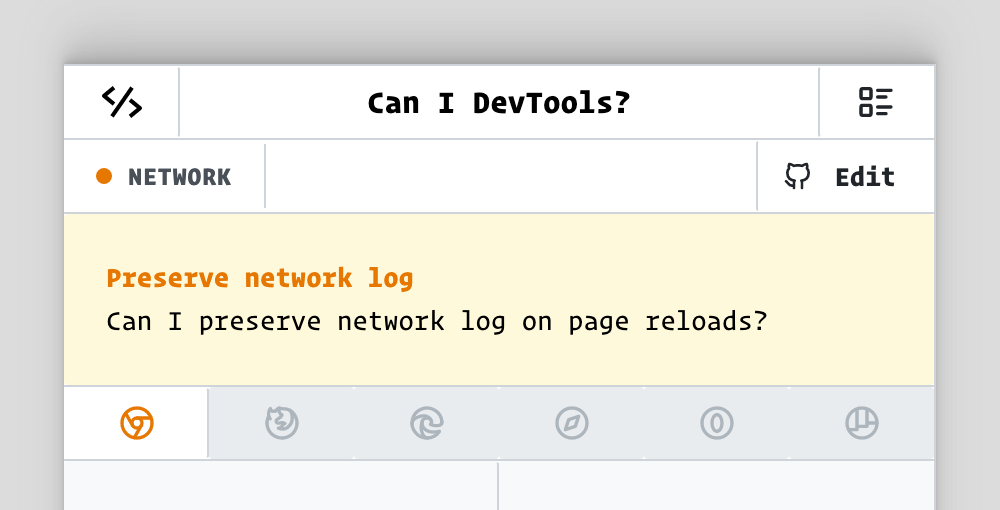 Can I DevTools?
NETWORK
Edit
Preserve network log
Can I preserve network log on page reloads?